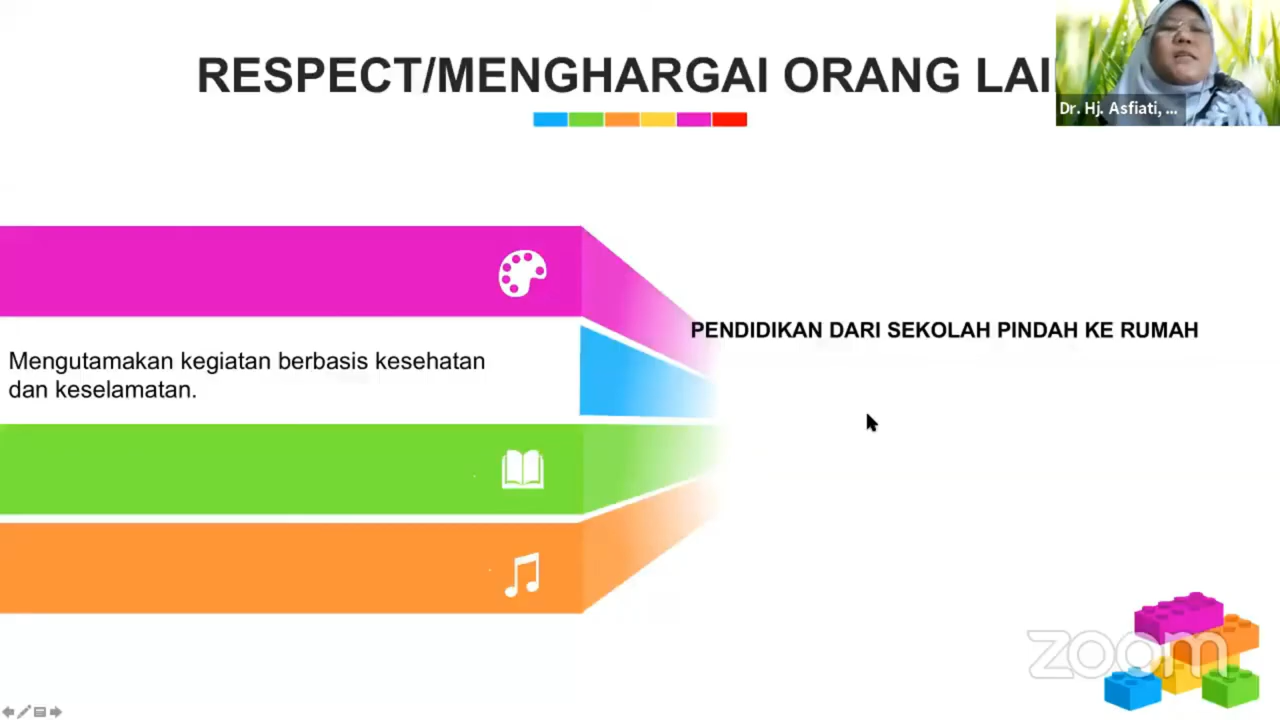 RESPECT/MENGHARGAI ORANG LAI
Dr. Hj. Asfiati, ...
PENDIDIKAN DARI SEKOLAH PINDAH KE RUMAH
Mengutamakan kegiatan berbasis kesehatan
dan keselamatan.
zoom